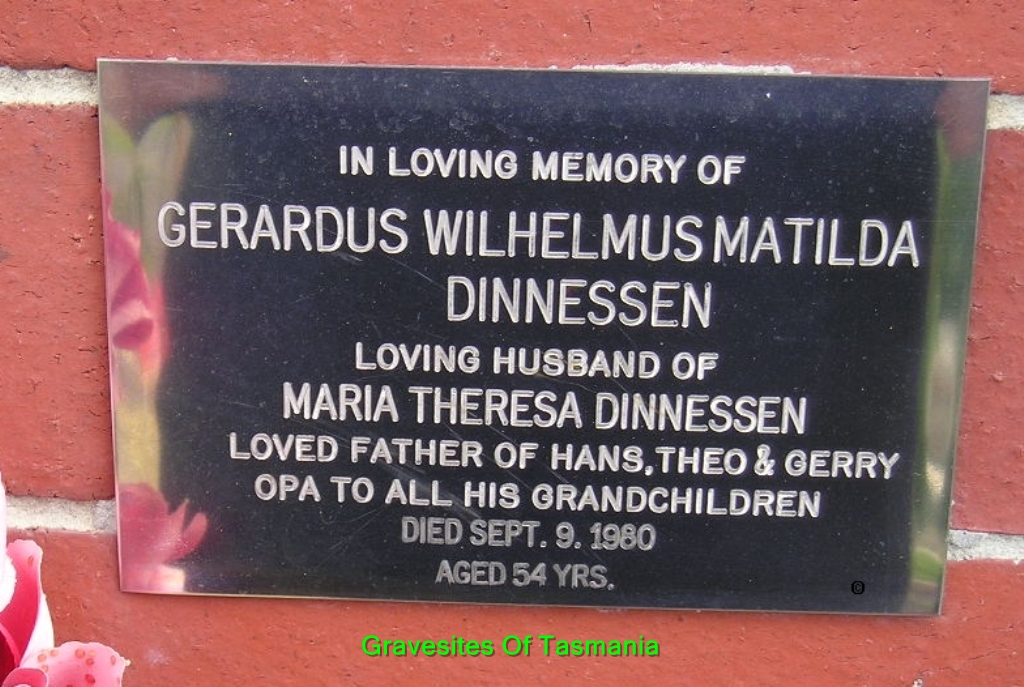 IN LOVING MEMORY OF
GERARDUS WILHELMUS MATILDA
DINNESSEN
LOVING HUSBAND OF
MARIA THERESA DINNESSEN
LOVED FATHER OF HANS, THEO & GERRY
OPA TO ALL HIS GRANDCHILDREN
DIED SEPT. 9. 1980
AGED 54 YRS.
©
Gravesites Of Tasmania